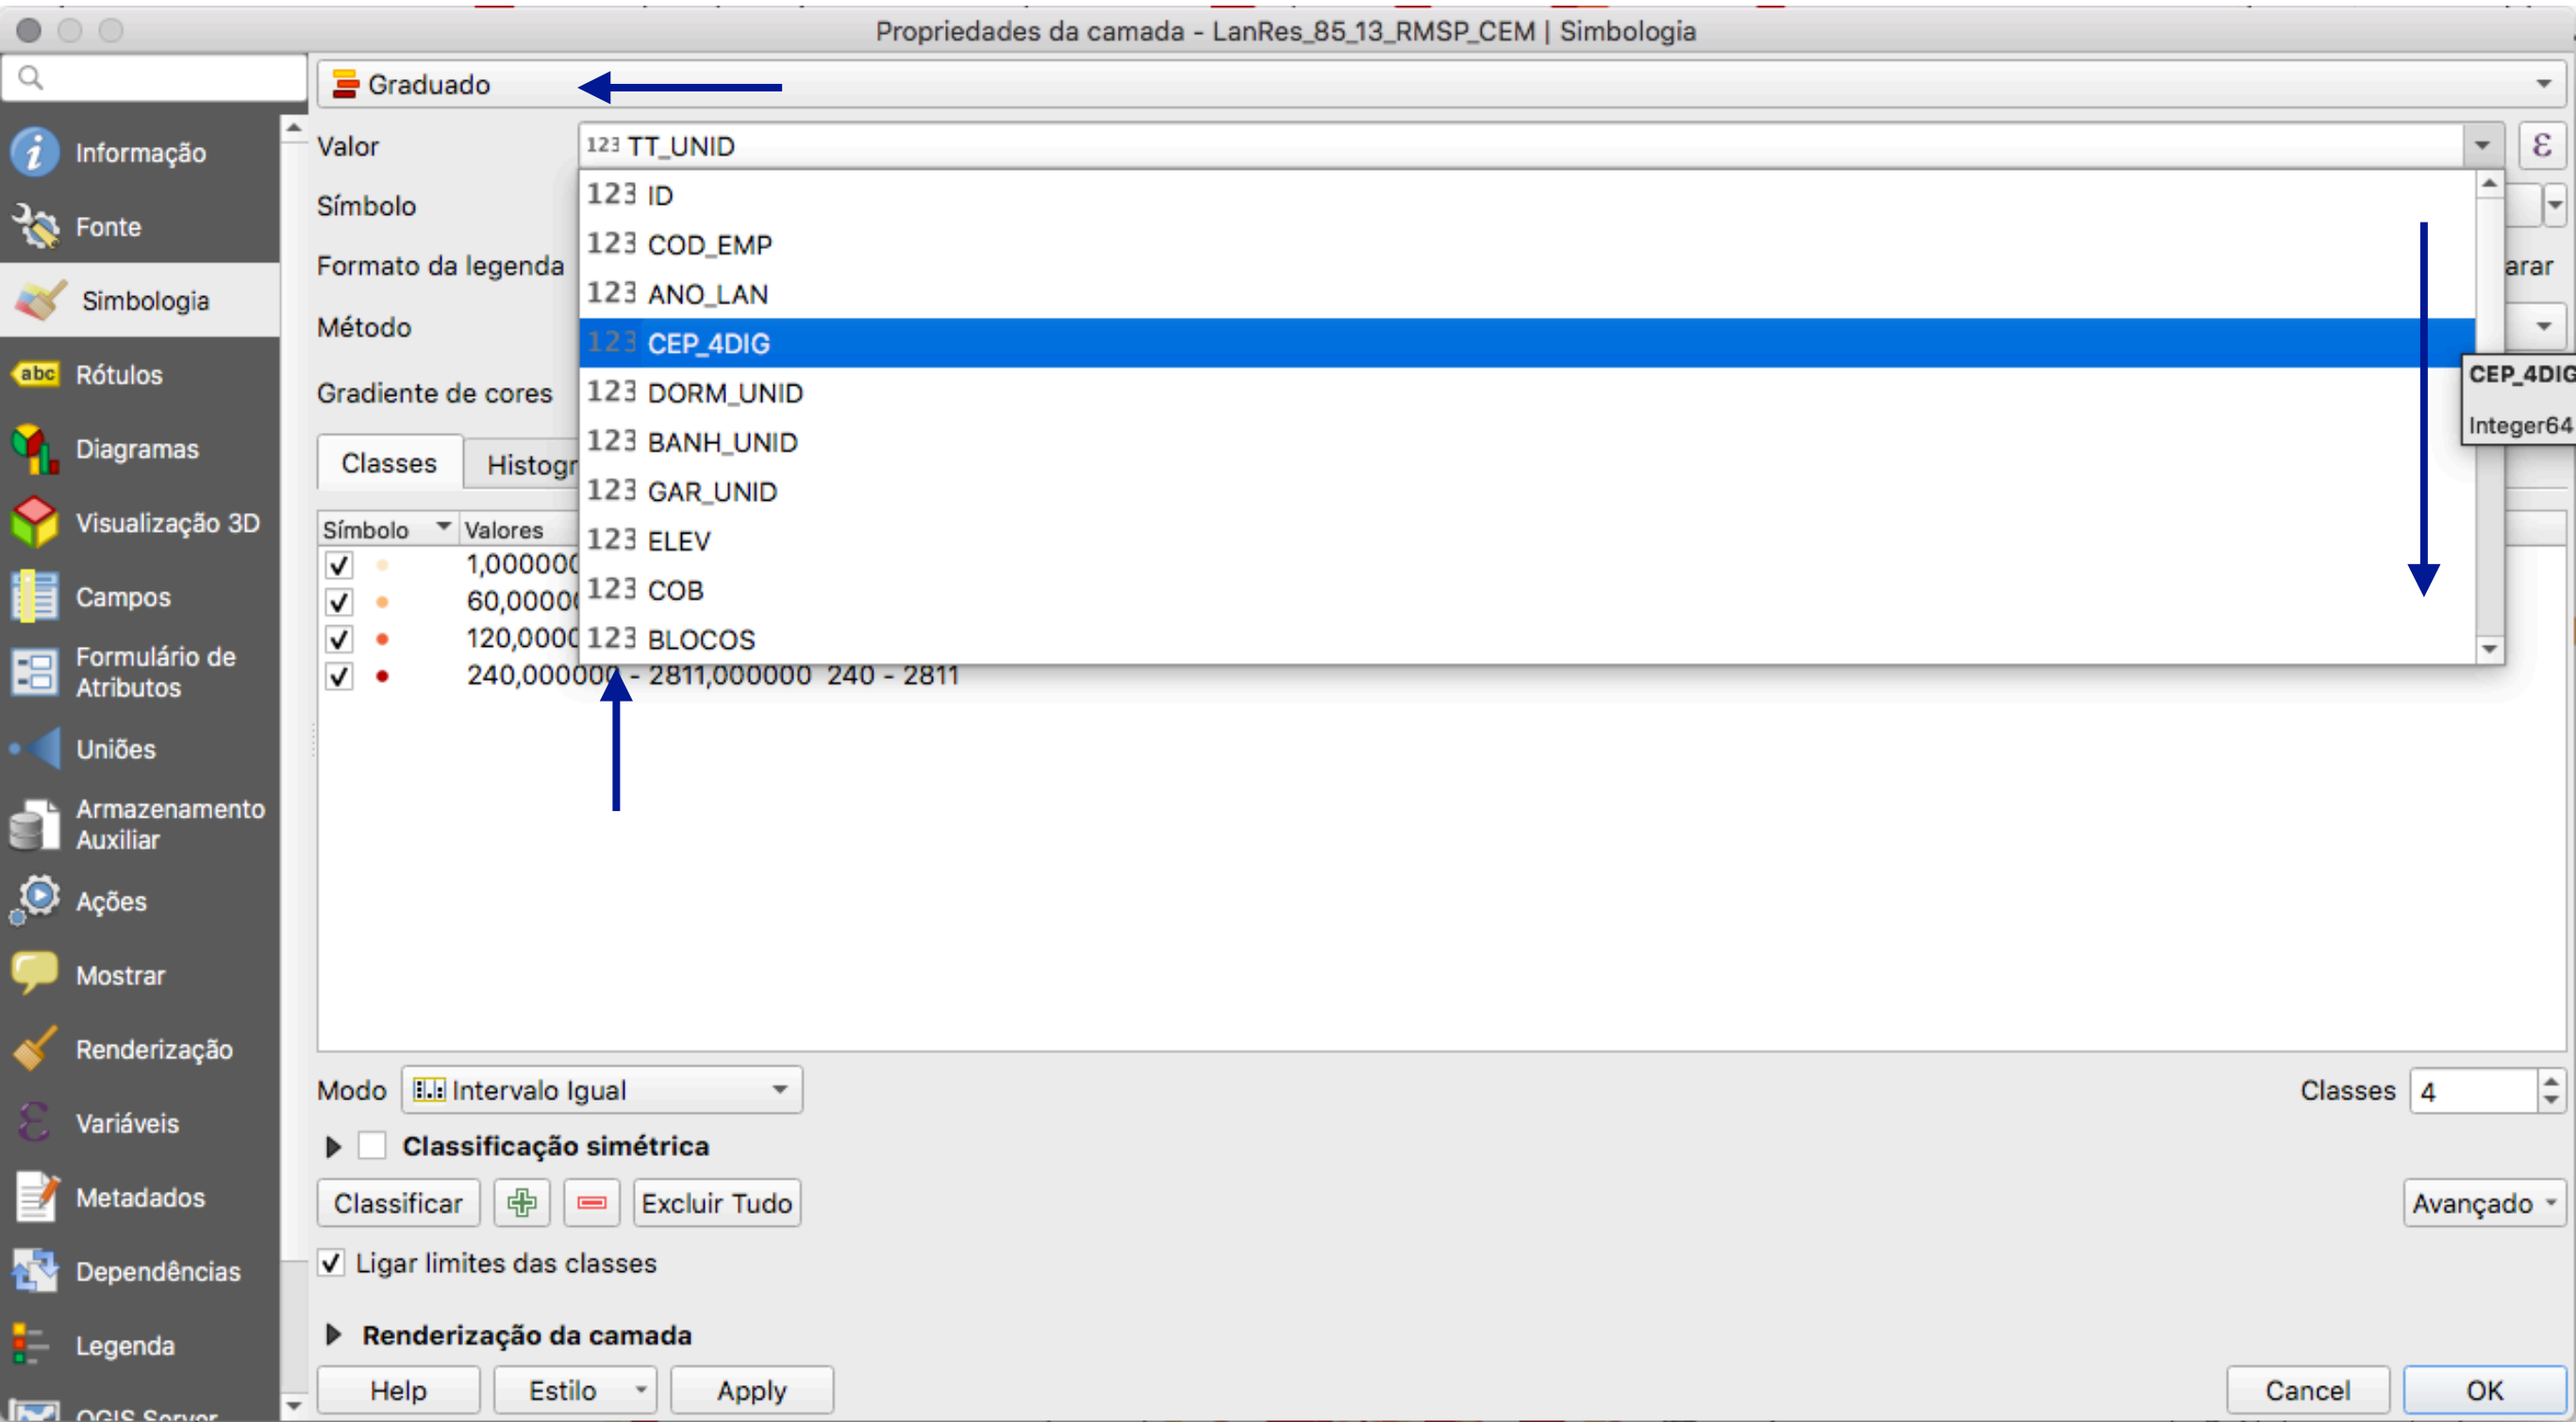 Propriedades da camada - LanRes_85_13_RMSP_CEM | Simbologia
Graduado
Informação
Fonte
Simbologia
abc Rótulos
Diagramas
Visualização 3D
Campos
Formulário de
Atributos
Uniões
Armazenamento
Auxiliar
Ações
Mostrar
Renderização
Variáveis
Metadados
Dependências
Legenda
QGIS Server
Valor
123 TT_UNID
ε
Símbolo
Formato da legenda
arar
Método
Gradiente de cores
123 ID
123 COD_EMP
123 ANO_LAN
123 CEP_4DIG
123 DORM_UNID
123 BANH_UNID
123 GAR_UNID
123 ELEV
123 COB
123 BLOCOS
CEP_4DIG
Integer64
Classes
Histogr
Símbolo Valores
1,000000
60,0000
120,0000
240,000000 - 2811,000000 240 - 2811
Modo Intervalo Igual
Classes 4
Classificação simétrica
Classificar Excluir Tudo
Avançado
Ligar limites das classes
Renderização da camada
Help Estilo Apply
Cancel OK